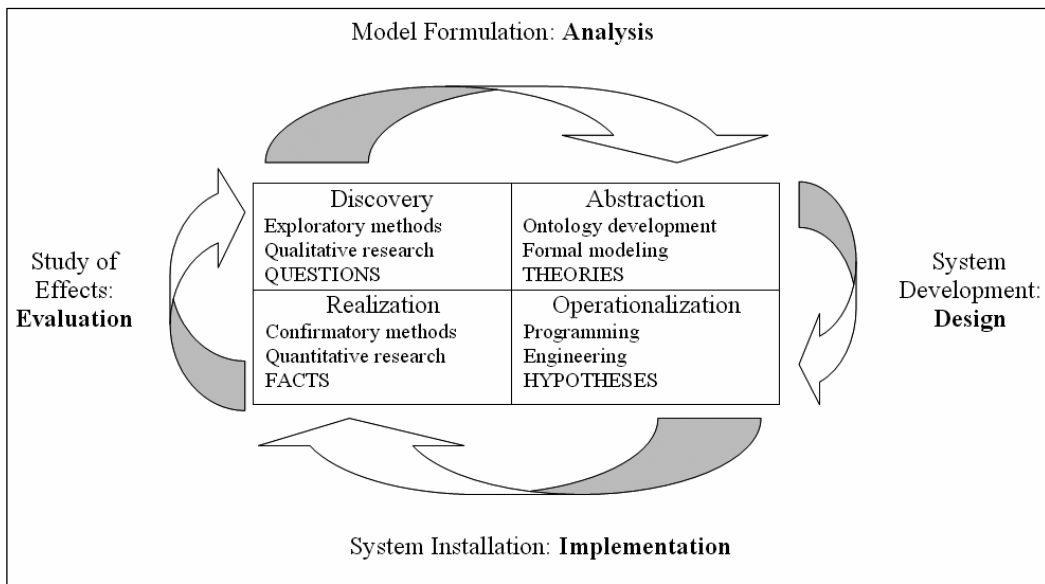 Model Formulation: Analysis
Discovery
Exploratory methods
Qualitative research
QUESTIONS
Abstraction
Ontology development
Formal modeling
THEORIES
Study of
Effects:
Evaluation
System
Development:
Design
Realization
Confirmatory methods
Quantitative research
FACTS
Operationalization
Programming
Engineering
HYPOTHESES
System Installation: Implementation